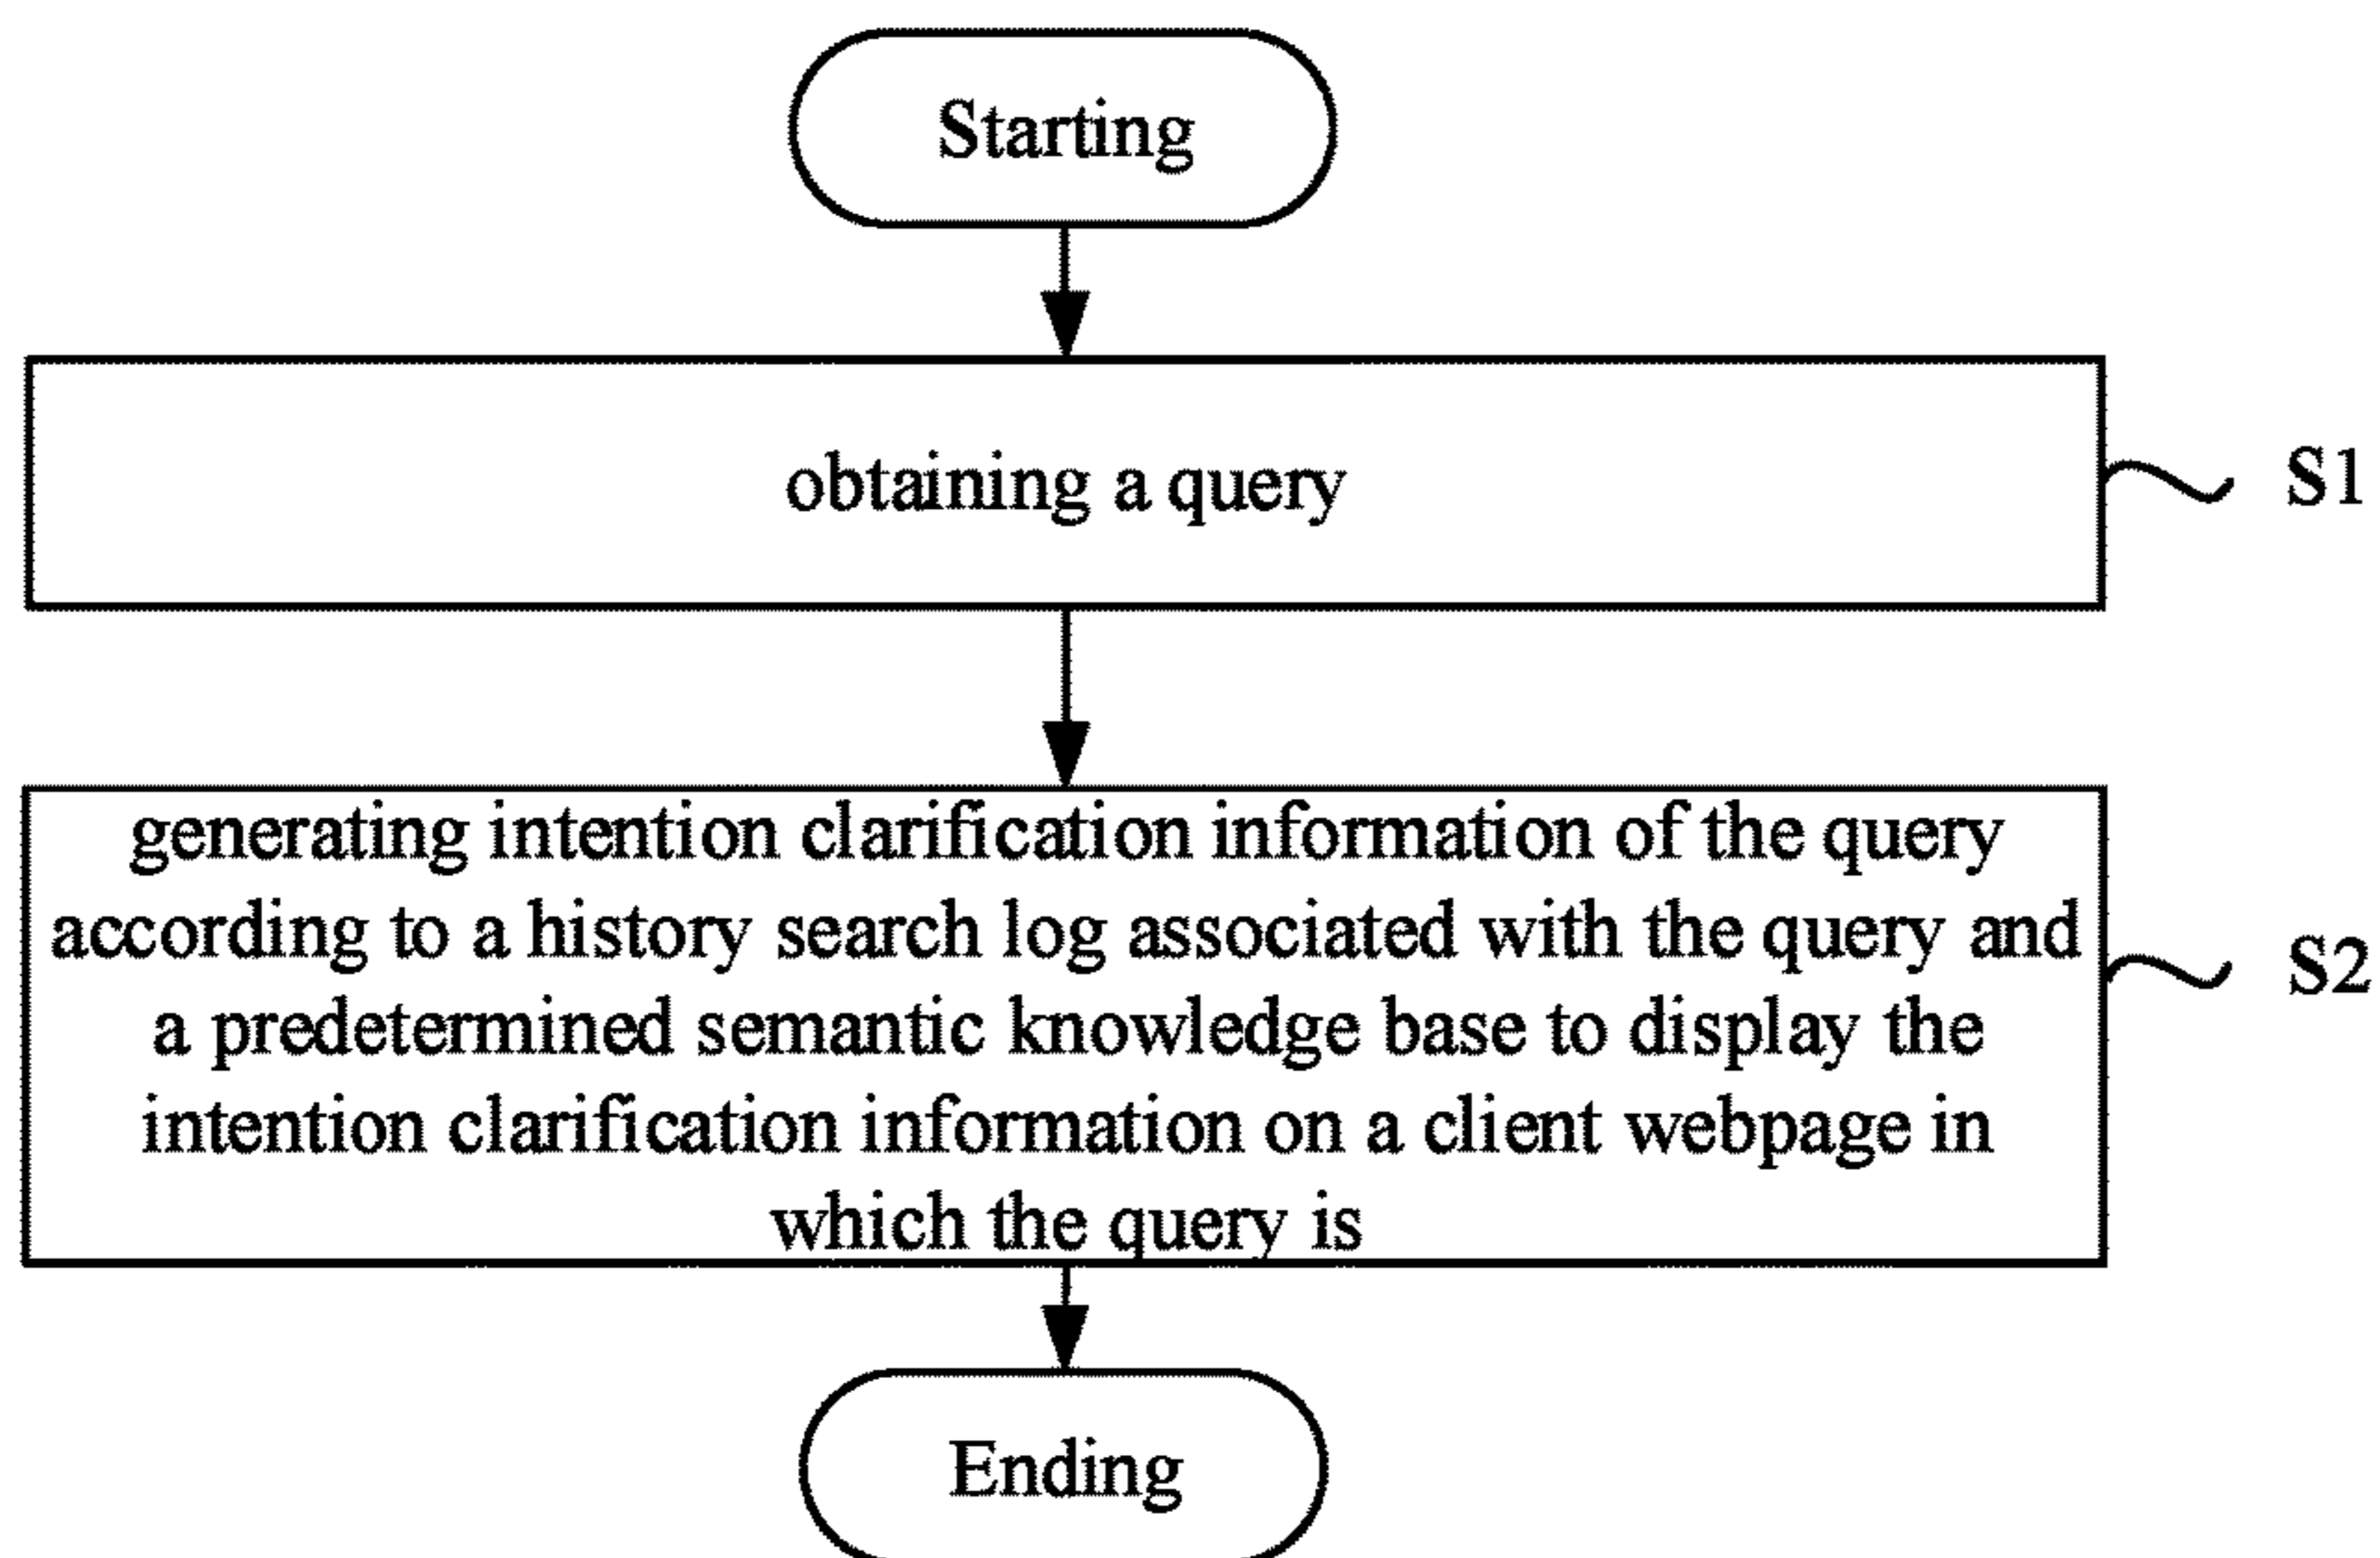 Starting
obtaining a query
S1
generating intention clarification information of the query
according to a history search log associated with the query and
a predetermined semantic knowledge base to display the
intention clarification information on a client webpage in
which the query is
S2
Ending